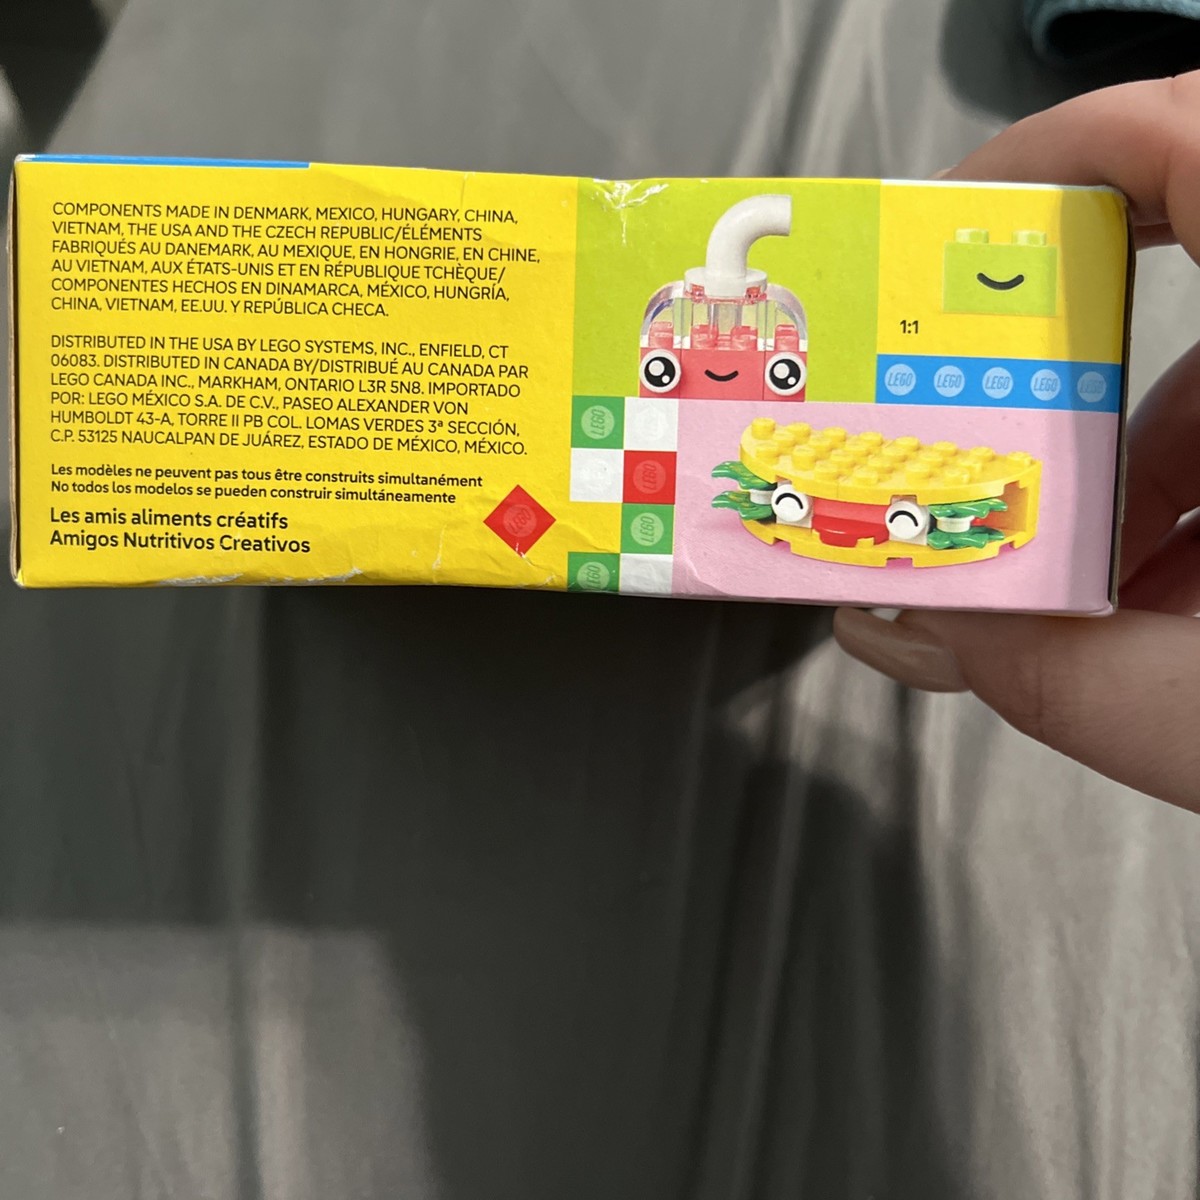 COMPONENTS MADE IN DENMARK, MEXICO, HUNGARY, CHINA,
VIETNAM, THE USA AND THE CZECH REPUBLIC/ÉLÉMENTS
FABRIQUÉS AU DANEMARK, AU MEXIQUE, EN HONGRIE, EN CHINE,
AU VIETNAM, AUX ÉTATS-UNIS ET EN RÉPUBLIQUE TCHÈQUE/
COMPONENTES HECHOS EN DINAMARCA, MÉXICO, HUNGRÍA,
CHINA, VIETNAM, EE.UU. Y REPÚBLICA CHECA.
DISTRIBUTED IN THE USA BY LEGO SYSTEMS, INC., ENFIELD, CT
06083. DISTRIBUTED IN CANADA BY/DISTRIBUÉ AU CANADA PAR
LEGO CANADA INC., MARKHAM, ONTARIO L3R 5N8. IMPORTADO
POR: LEGO MÉXICO S.A. DE C.V., PASEO ALEXANDER VON
HUMBOLDT 43-A, TORRE II PB COL. LOMAS VERDES 3ª SECCIÓN,
C.P. 53125 NAUCALPAN DE JUÁREZ, ESTADO DE MÉXICO, MÉXICO.
Les modèles ne peuvent pas tous être construits simultanément
No todos los modelos se pueden construir simultáneamente
Les amis aliments créatifs
Amigos Nutritivos Creativos
LEGO
1:1
LEGO LEGO LEGO LEGO LEGO
LEGO
LEGO
LEGO
LEGO